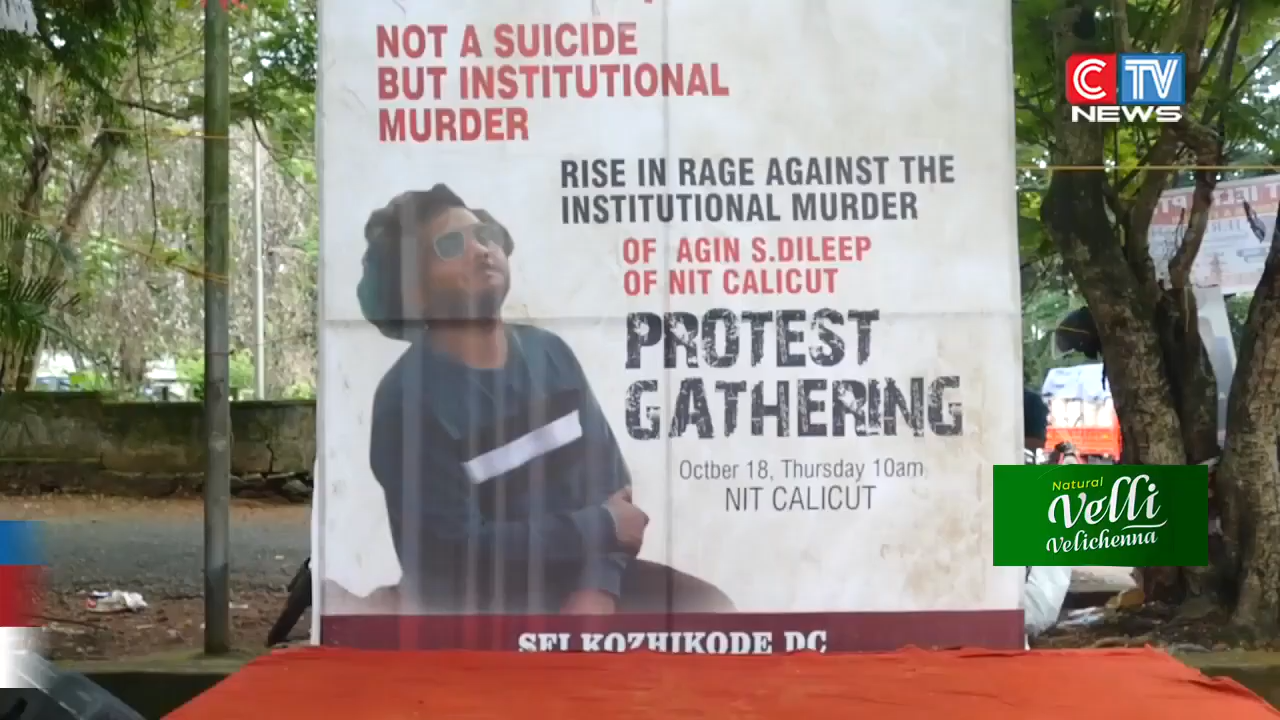 NOT A SUICIDE
BUT INSTITUTIONAL
MURDER
RISE IN RAGE AGAINST THE
INSTITUTIONAL MURDER
OF AGIN S.DILEEP
OF NIT CALICUT
PROTEST
GATHERING
Octber 18, Thursday 10am
NIT CALICUT
SFI KOZHIKODE DC
CTV
NEWS
Natural
Velli
Velichenna